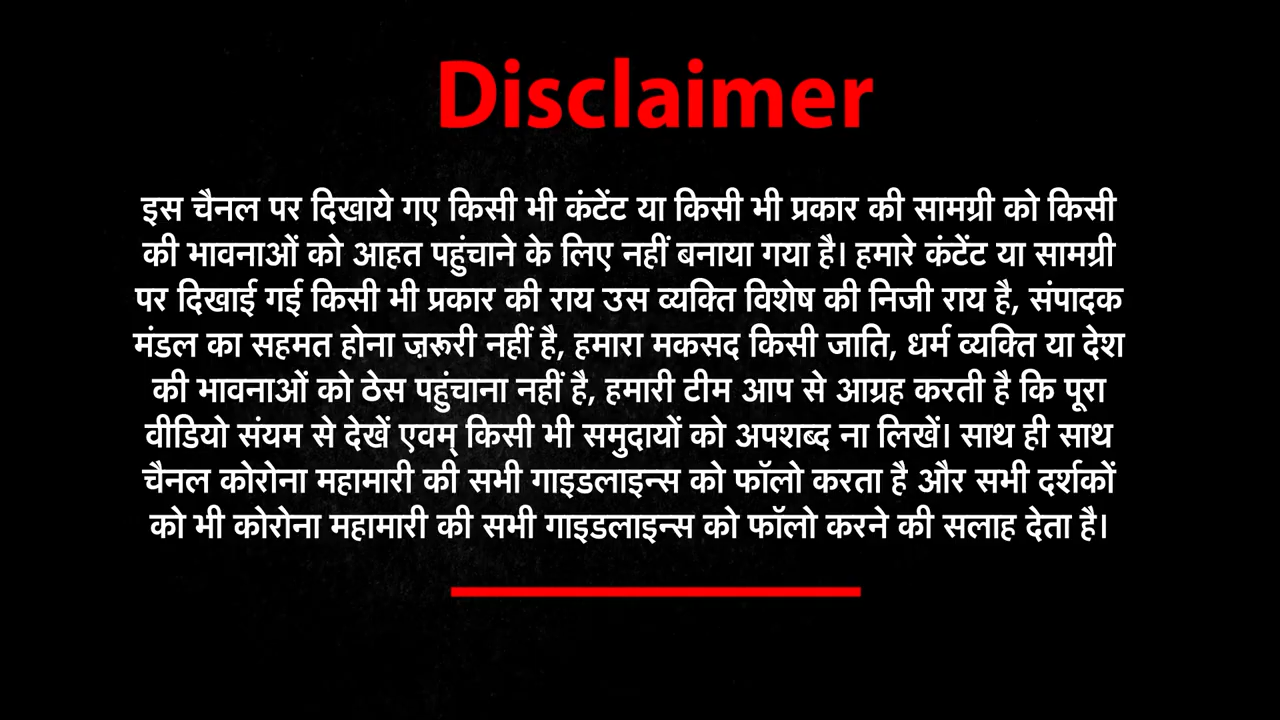 Disclaimer
इस चैनल पर दिखाये गए किसी भी कंटेंट या किसी भी प्रकार की सामग्री को किसी
की भावनाओं को आहत पहुंचाने के लिए नहीं बनाया गया है। हमारे कंटेंट या सामग्री
पर दिखाई गई किसी भी प्रकार की राय उस व्यक्ति विशेष की निजी राय है, संपादक
मंडल का सहमत होना ज़रूरी नहीं है, हमारा मकसद किसी जाति, धर्म व्यक्ति या देश
की भावनाओं को ठेस पहुंचाना नहीं है, हमारी टीम आप से आग्रह करती है कि पूरा
वीडियो संयम से देखें एवम् किसी भी समुदायों को अपशब्द ना लिखें। साथ ही साथ
चैनल कोरोना महामारी की सभी गाइडलाइन्स को फॉलो करता है और सभी दर्शकों
को भी कोरोना महामारी की सभी गाइडलाइन्स को फॉलो करने की सलाह देता है।